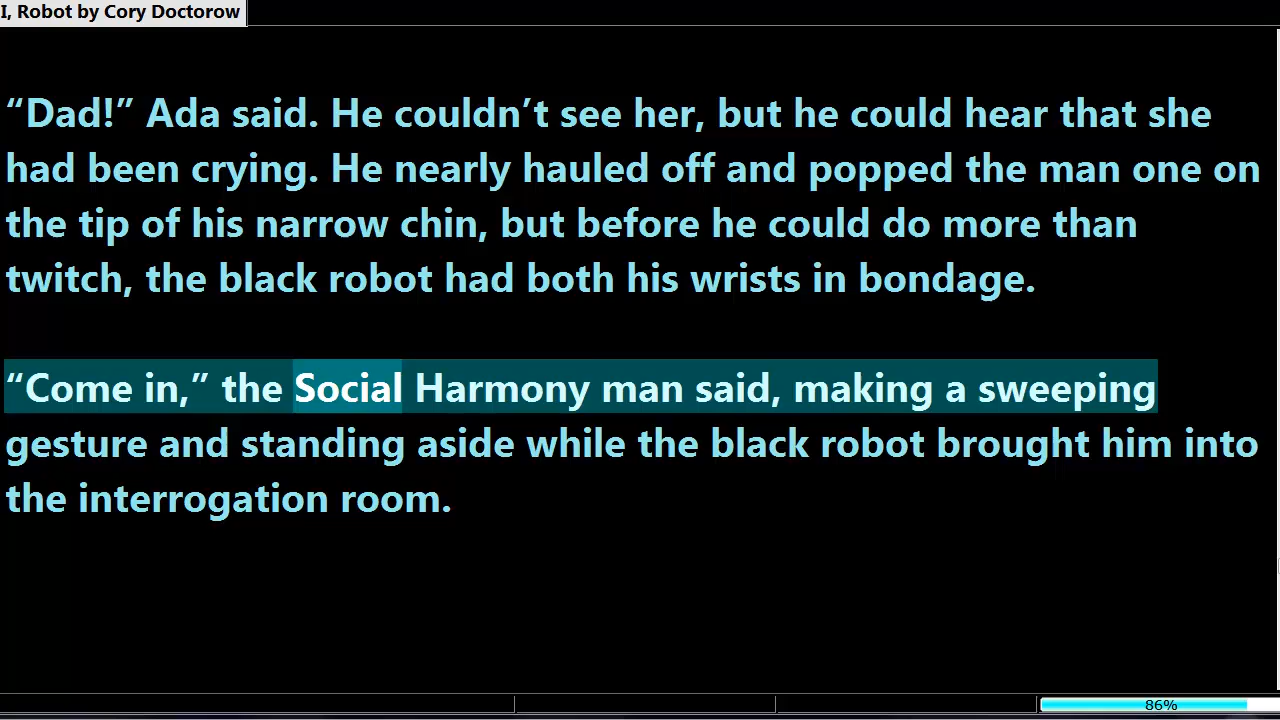 I, Robot by Cory Doctorow
“Dad!” Ada said. He couldn’t see her, but he could hear that she
had been crying. He nearly hauled off and popped the man one on
the tip of his narrow chin, but before he could do more than
twitch, the black robot had both his wrists in bondage.
“Come in,” the Social Harmony man said, making a sweeping
gesture and standing aside while the black robot brought him into
the interrogation room.
86%